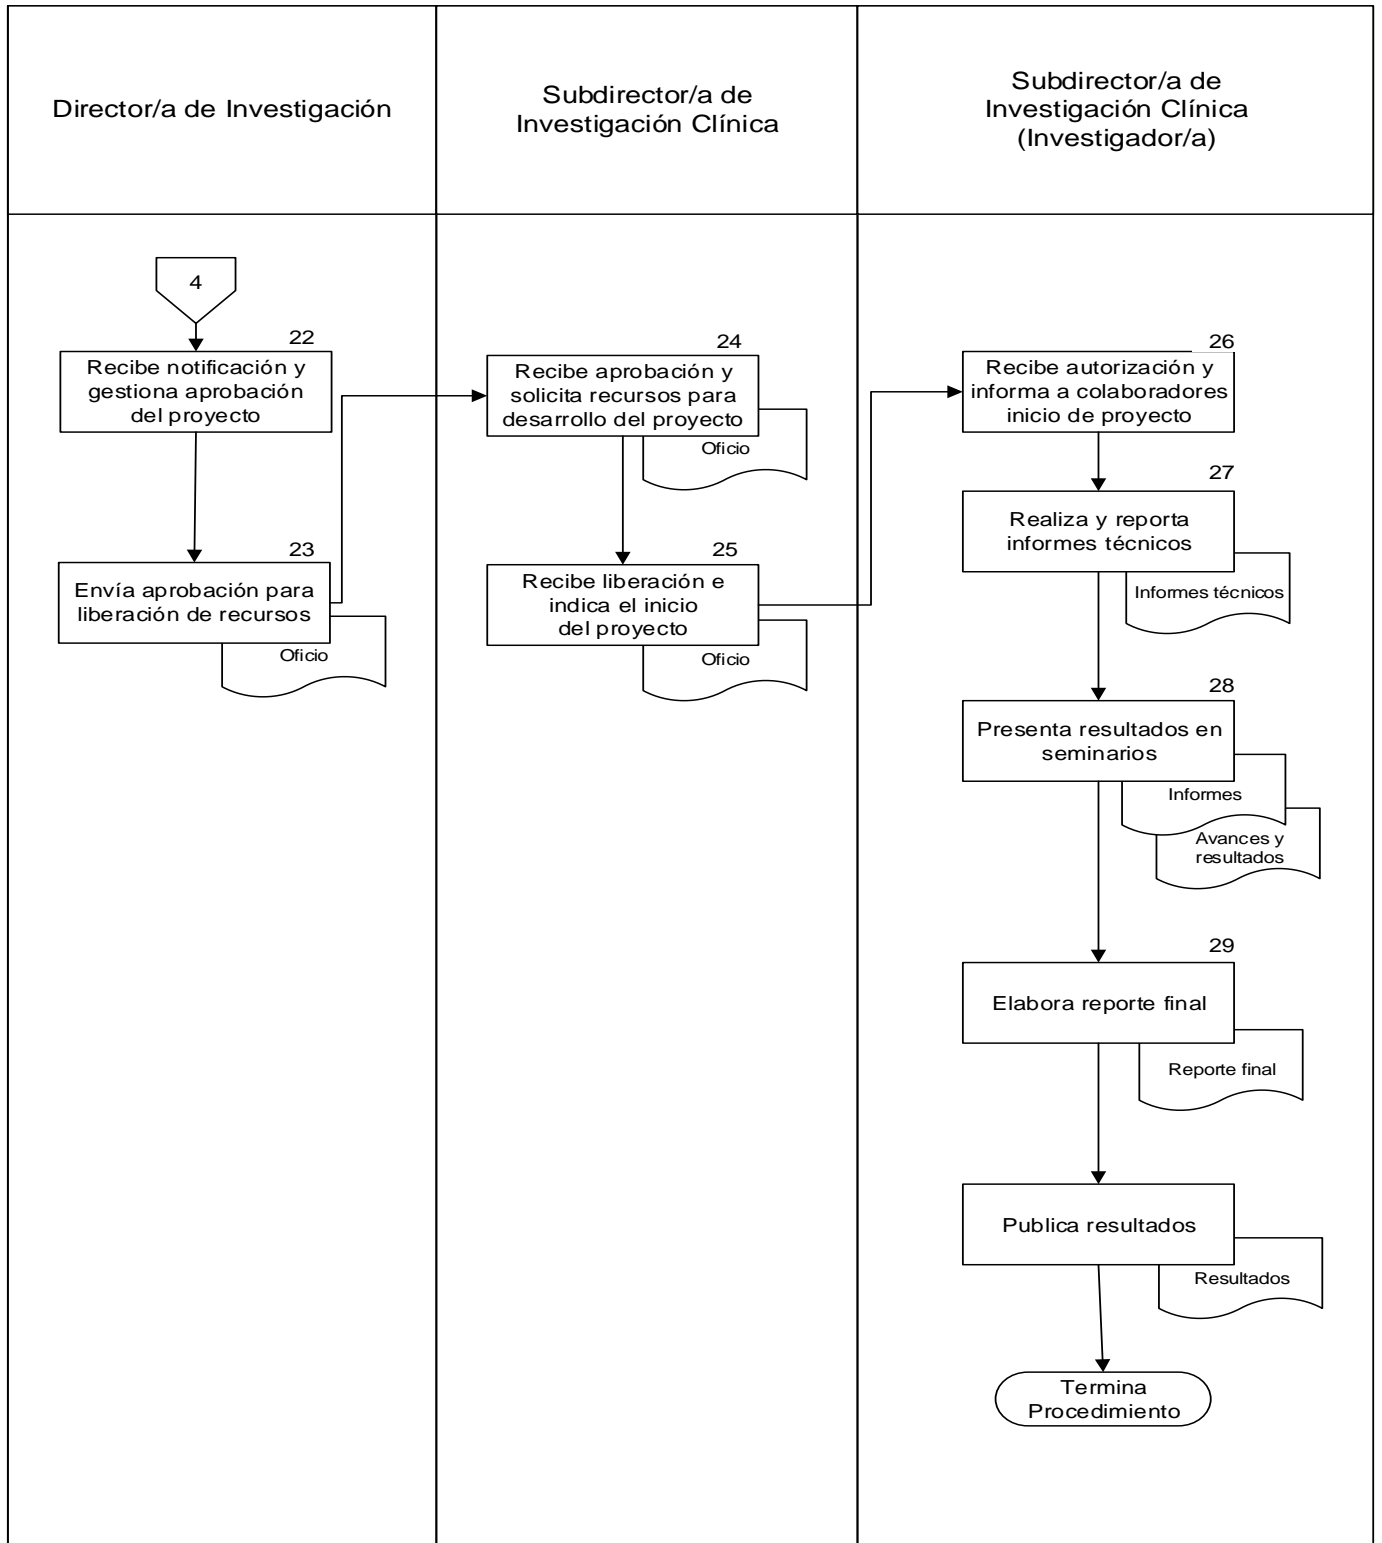 Director/a de Investigación
Subdirector/a de
Investigación Clínica
Subdirector/a de
Investigación Clínica
(Investigador/a)
4
22
Recibe notificación y
gestiona aprobación
del proyecto
23
Envía aprobación para
liberación de recursos
Oficio
24
Recibe aprobación y
solicita recursos para
desarrollo del proyecto
Oficio
25
Recibe liberación e
indica el inicio
del proyecto
Oficio
26
Recibe autorización y
informa a colaboradores
inicio de proyecto
27
Realiza y reporta
informes técnicos
Informes técnicos
28
Presenta resultados en
seminarios
Informes
Avances y
resultados
29
Elabora reporte final
Reporte final
Publica resultados
Resultados
Termina
Procedimiento